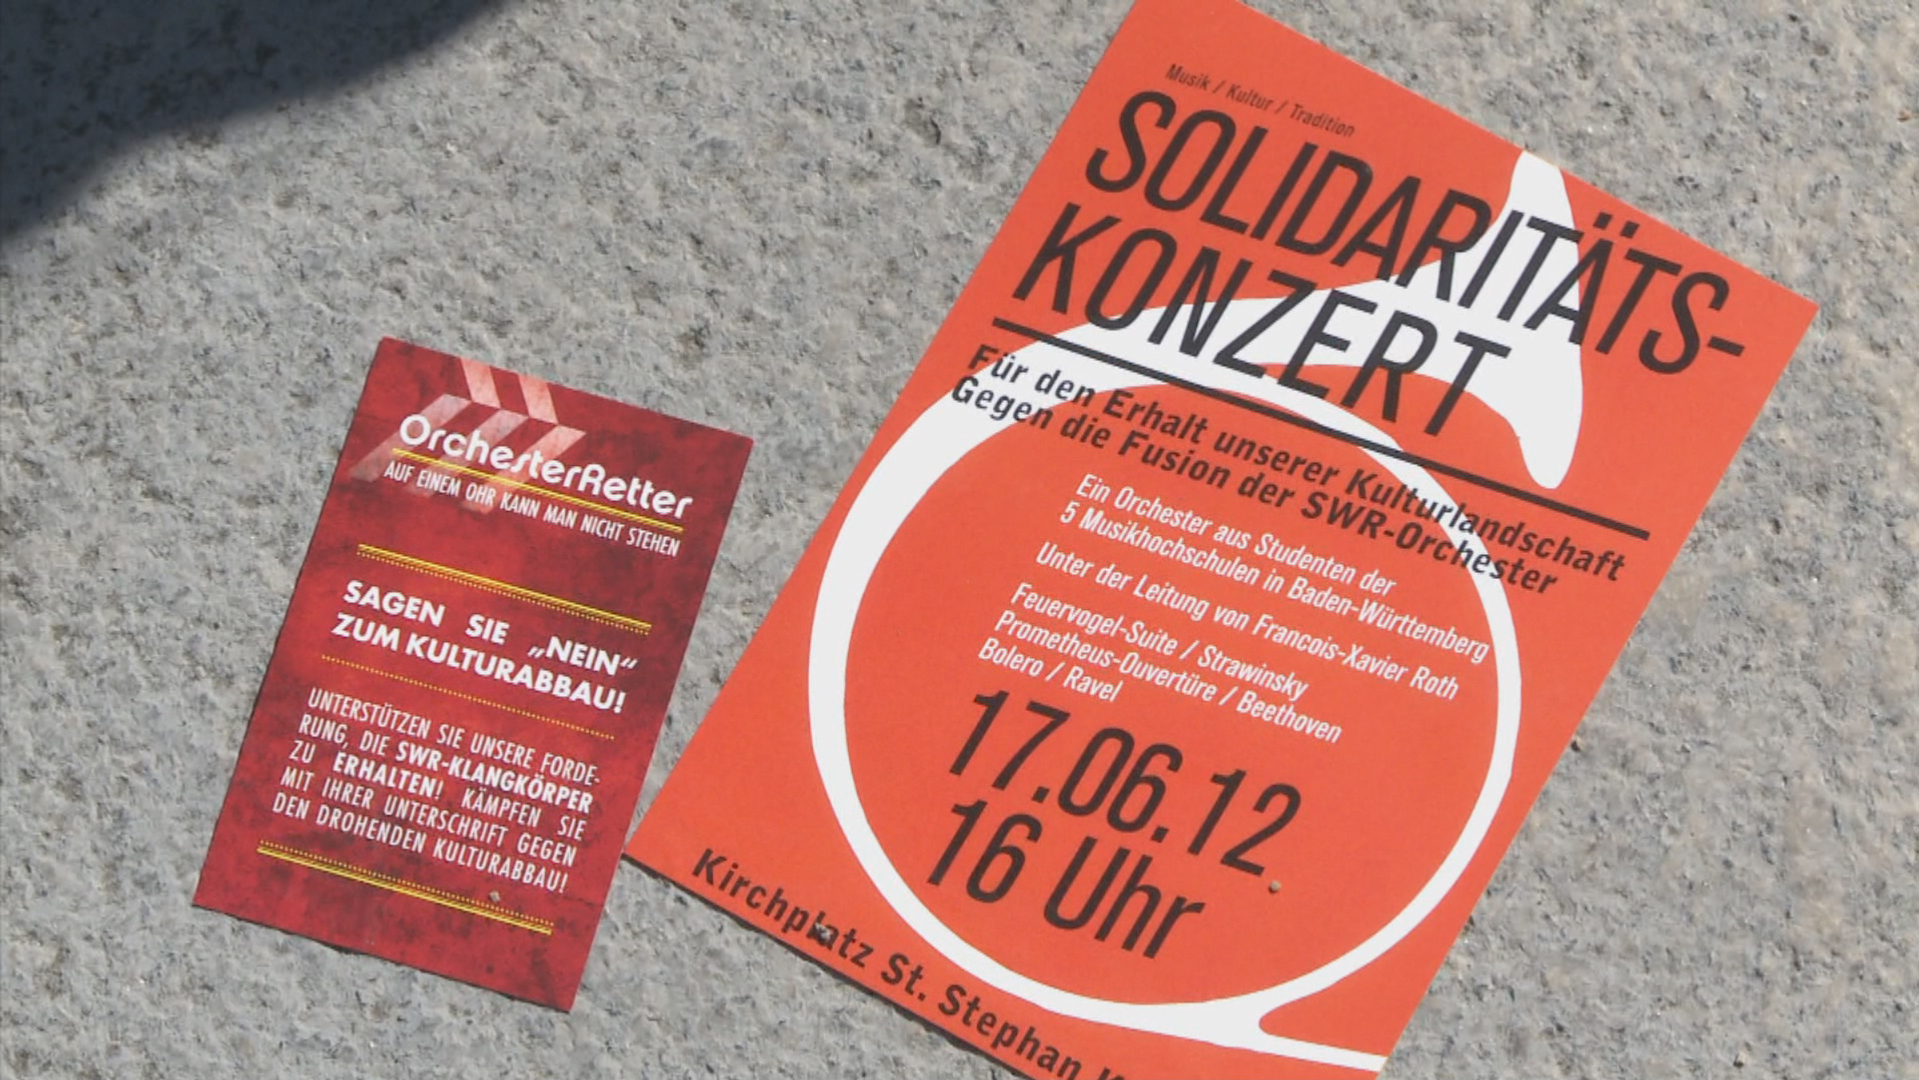 OrchesterRetter
AUF EINEM OHR KANN MAN NICHT STEHEN
SAGEN SIE „NEIN“
ZUM KULTURABBAU!
UNTERSTÜTZEN SIE UNSERE FORDE-
RUNG, DIE SWR-KLANGKÖRPER
ZU ERHALTEN! KÄMPFEN SIE
MIT IHRER UNTERSCHRIFT GEGEN
DEN DROHENDEN KULTURABBAU!
Musik / Kultur / Tradition
SOLIDARITÄTS-
KONZERT
Für den Erhalt unserer Kulturlandschaft
Gegen die Fusion der SWR-Orchester
Ein Orchester aus Studenten der
5 Musikhochschulen in Baden-Württemberg
Unter der Leitung von Francois-Xavier Roth
Feuervogel-Suite / Strawinsky
Prometheus-Ouvertüre / Beethoven
Bolero / Ravel
17.06.12
16 Uhr
Kirchplatz St. Stephan